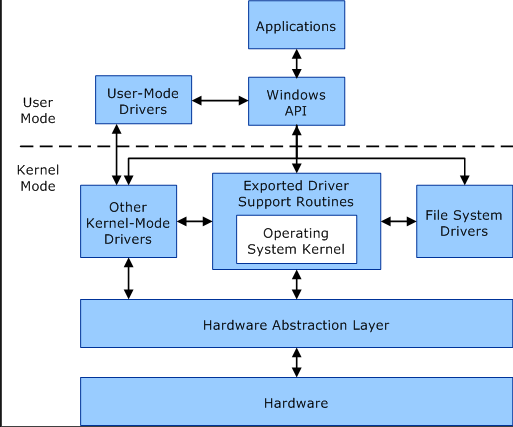 Applications
User-Mode
Drivers
Windows
API
User
Mode
Kernel
Mode
Other
Kernel-Mode
Drivers
Exported Driver
Support Routines
Operating
System Kernel
File System
Drivers
Hardware Abstraction Layer
Hardware